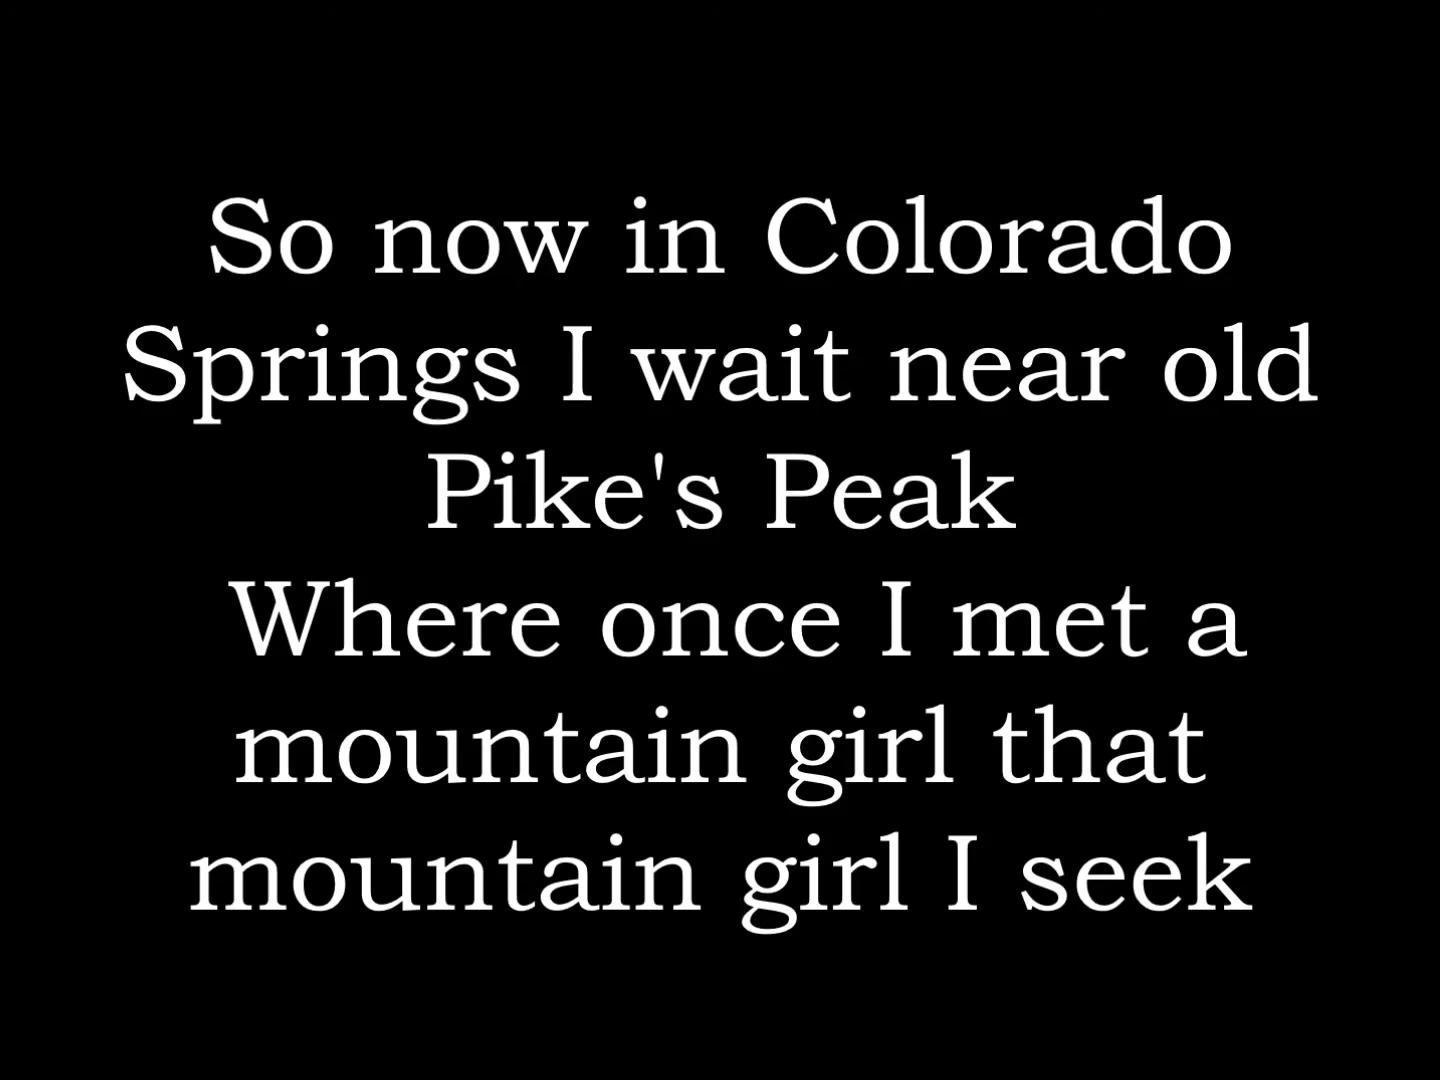 So now in Colorado
Springs I wait near old
Pike's Peak
Where once I met a
mountain girl that
mountain girl I seek